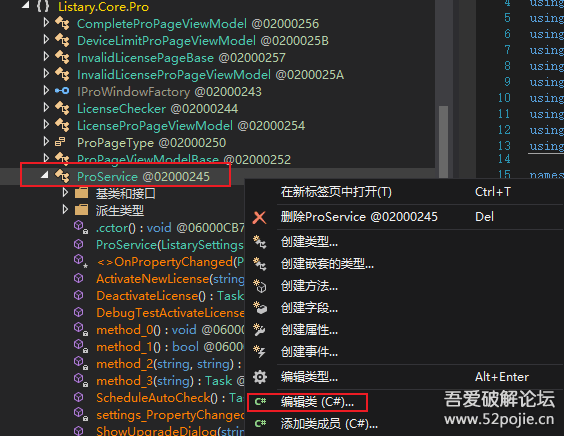 Listary.Core.Pro
CompleteProPageViewModel @02000256
DeviceLimitProPageViewModel @0200025B
InvalidLicensePageBase @02000257
InvalidLicenseProPageViewModel @0200025A
IProWindowFactory @02000243
LicenseChecker @02000244
LicenseProPageViewModel @02000254
ProPageType @02000250
ProPageViewModelBase @02000252
ProService @02000245
基类和接口
派生类型
.cctor() : void @06000CB7
ProService(ListarySettings
<>OnPropertyChanged(P
ActivateNewLicense(string
DeactivateLicense() : Task
DebugTestActivateLicense
method_0() : void @0600
method_1() : bool @0600
method_2(string, string) :
method_3(string) : Task @
ScheduleAutoCheck() : Task
settings_PropertyChanged
ShowUpgradeDialog(string
4 using
5 using
6 using
7 using
8 using
9 using
10 using
11 using
12 using
13 using
14
15 names
在新标签页中打开(T) Ctrl+T
删除ProService @02000245 Del
创建类型...
创建嵌套的类型...
创建方法...
创建字段...
创建属性...
创建事件...
编辑类型... Alt+Enter
C# 编辑类 (C#)...
C# 添加类成员 (C#)...
吾爱破解论坛
www.52pojie.cn